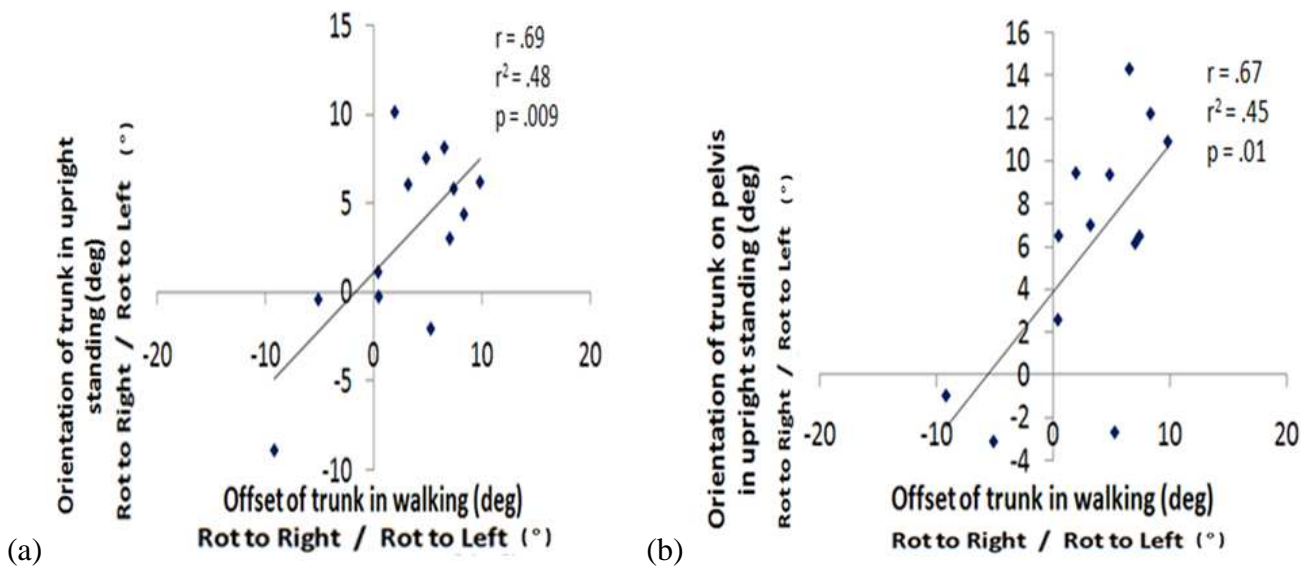 15
10
5
0
-5
-10
-20
-10
0
10
20
r = .69
r² = .48
p = .009
Orientation of trunk in upright
standing (deg)
Rot to Right / Rot to Left (°)
Offset of trunk in walking (deg)
Rot to Right / Rot to Left (°)
(a)
16
14
12
10
8
6
4
2
0
-2
-4
-20
-10
0
10
20
r = .67
r² = .45
p = .01
Orientation of trunk on pelvis
in upright standing (deg)
Rot to Right / Rot to Left (°)
Offset of trunk in walking (deg)
Rot to Right / Rot to Left (°)
(b)